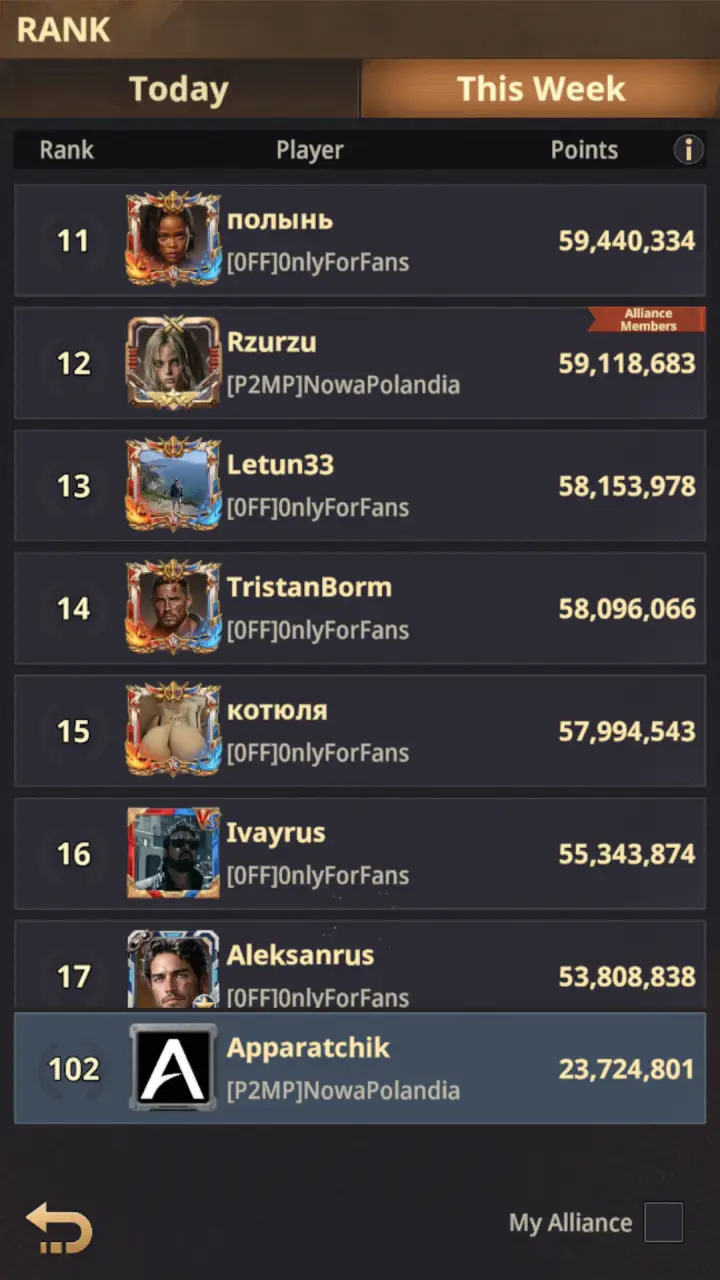 RANK
Today
This Week
Rank
Player
Points
11
полынь
[0FF]0nlyForFans
59,440,334
Alliance
Members
12
Rzurzu
[P2MP]NowaPolandia
59,118,683
13
Letun33
[0FF]0nlyForFans
58,153,978
14
TristanBorm
[0FF]0nlyForFans
58,096,066
15
котюля
[0FF]0nlyForFans
57,994,543
16
VS
Ivayrus
[0FF]0nlyForFans
55,343,874
17
Aleksanrus
[0FF]0nlyForFans
53,808,838
102
A
Apparatchik
[P2MP]NowaPolandia
23,724,801
My Alliance